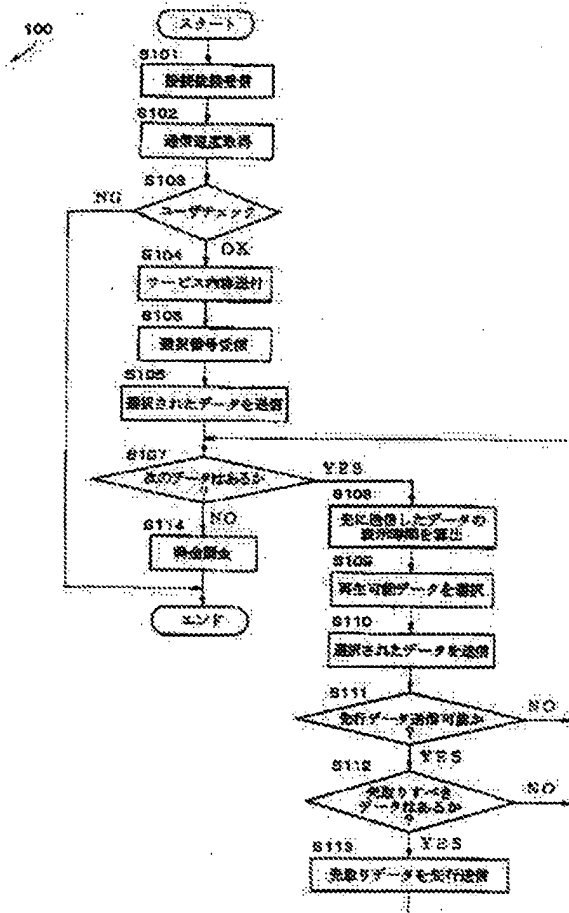 100
スタート
S101
接続依頼受信
S102
通信速度取得
S103
ユーザチェック
NG
OK
S104
サービス内容送付
S105
選択番号受信
S106
選択されたデータを送信
S107
次のデータはあるか
?
YES
NO
S114
料金課金
エンド
S108
先に送信したデータの
表示時間を算出
S109
再生可能データを選択
S110
選択されたデータを送信
S111
先行データ送信可能か
?
NO
YES
S112
先取りすべき
データはあるか
?
NO
YES
S113
先取りデータを先行送信